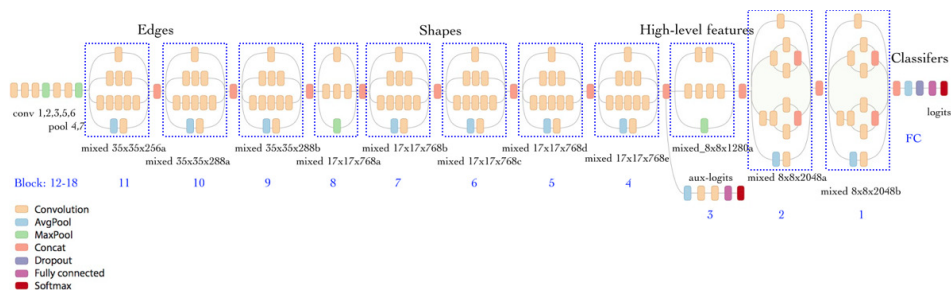 Edges
Shapes
High-level features
Classifers
conv 1,2,3,5,6
pool 4,7
logits
mixed 35x35x256a
mixed 35x35x288a
mixed 35x35x288b
mixed 17x17x768a
mixed 17x17x768b
mixed 17x17x768c
mixed 17x17x768d
mixed 17x17x768e
mixed_8x8x1280a
mixed 8x8x2048a
mixed 8x8x2048b
aux-logits
FC
Block: 12-18 11 10 9 8 7 6 5 4 3 2 1
Convolution
AvgPool
MaxPool
Concat
Dropout
Fully connected
Softmax